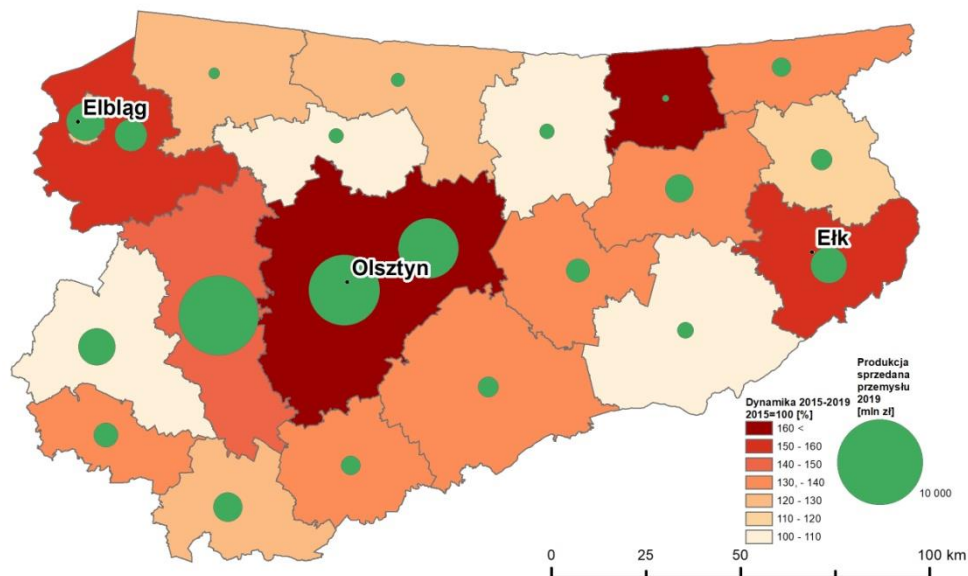 Elbląg
Olsztyn
Ełk
Produkcja
sprzedana
przemysłu
2019
[mln zł]
10 000
Dynamika 2015-2019
2015=100 [%]
160 <
150 - 160
140 - 150
130, - 140
120 - 130
110 - 120
100 - 110
0 25 50 100 km